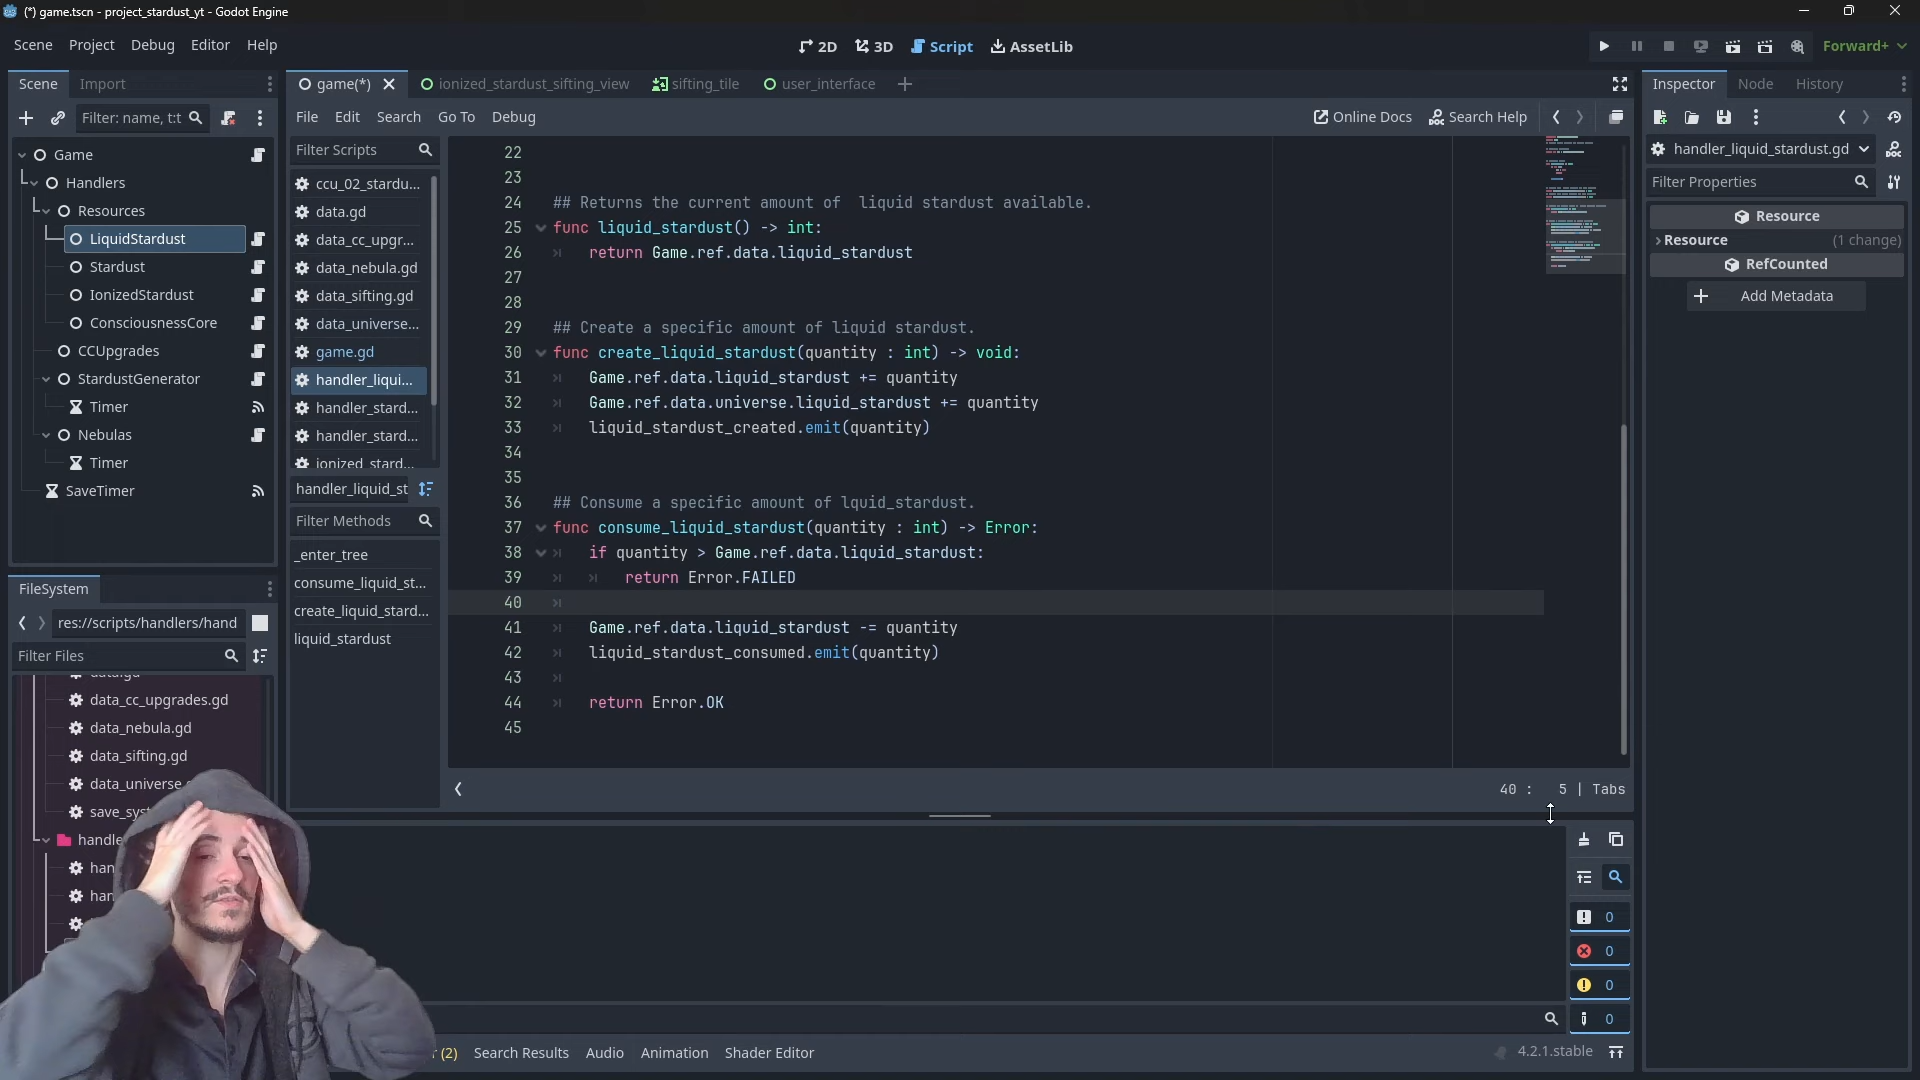 (*) game.tscn - project_stardust_yt - Godot Engine
Scene Project Debug Editor Help
2D 3D Script AssetLib
Forward+
Scene Import
game(*) ionized_stardust_sifting_view sifting_tile user_interface
Inspector Node History
Filter: name, t:t
File Edit Search Go To Debug
Online Docs Search Help
Filter Scripts
handler_liquid_stardust.gd
Filter Properties
Resource
Resource (1 change)
RefCounted
Add Metadata
Game
Handlers
Resources
LiquidStardust
Stardust
IonizedStardust
ConsciousnessCore
CCUpgrades
StardustGenerator
Timer
Nebulas
Timer
SaveTimer
ccu_02_stardu...
data.gd
data_cc_upgr...
data_nebula.gd
data_sifting.gd
data_universe...
game.gd
handler_liqui...
handler_stard...
handler_stard...
ionized_stard...
handler_liquid_st
Filter Methods
_enter_tree
consume_liquid_st...
create_liquid_stard...
liquid_stardust
22
23
24 ## Returns the current amount of  liquid stardust available.
25 func liquid_stardust() -> int:
26 return Game.ref.data.liquid_stardust
27
28
29 ## Create a specific amount of liquid stardust.
30 func create_liquid_stardust(quantity : int) -> void:
31 Game.ref.data.liquid_stardust += quantity
32 Game.ref.data.universe.liquid_stardust += quantity
33 liquid_stardust_created.emit(quantity)
34
35
36 ## Consume a specific amount of lquid_stardust.
37 func consume_liquid_stardust(quantity : int) -> Error:
38 if quantity > Game.ref.data.liquid_stardust:
39 return Error.FAILED
40
41 Game.ref.data.liquid_stardust -= quantity
42 liquid_stardust_consumed.emit(quantity)
43
44 return Error.OK
45
40 : 5 | Tabs
FileSystem
res://scripts/handlers/hand
Filter Files
data.gd
data_cc_upgrades.gd
data_nebula.gd
data_sifting.gd
data_universe
save_sys
handle
han
han
0
0
0
0
(2) Search Results Audio Animation Shader Editor
4.2.1.stable